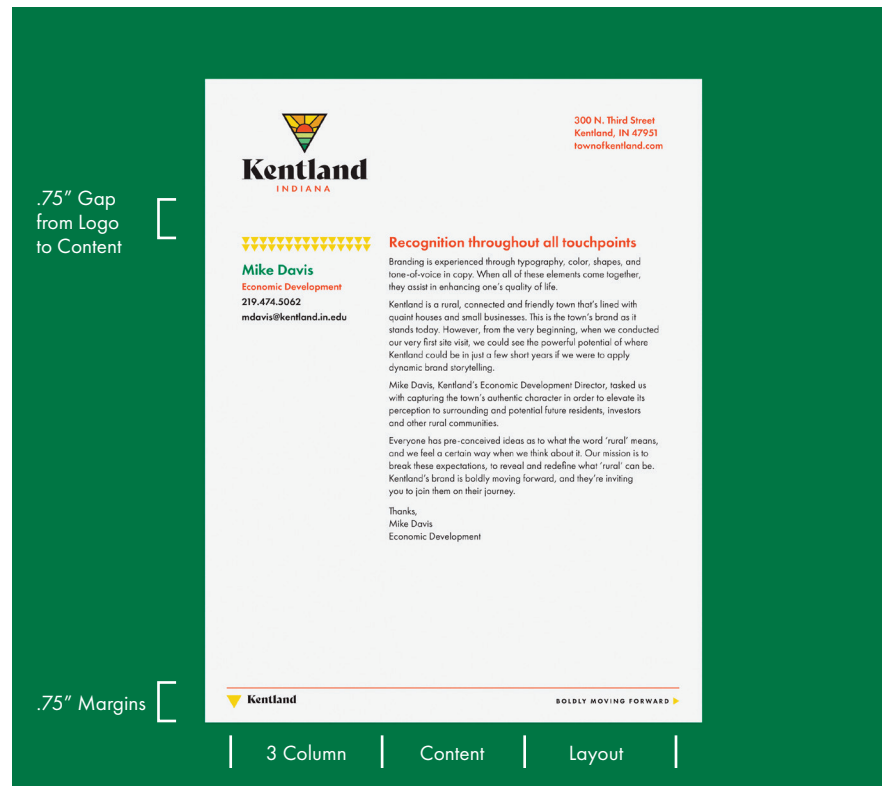 Kentland
INDIANA
300 N. Third Street
Kentland, IN 47951
townofkentland.com
.75” Gap
from Logo
to Content
Mike Davis
Economic Development
219.474.5062
mdavis@kentland.in.edu
Recognition throughout all touchpoints
Branding is experienced through typography, color, shapes, and
tone-of-voice in copy. When all of these elements come together,
they assist in enhancing one’s quality of life.
Kentland is a rural, connected and friendly town that’s lined with
quaint houses and small businesses. This is the town’s brand as it
stands today. However, from the very beginning, when we conducted
our very first site visit, we could see the powerful potential of where
Kentland could be in just a few short years if we were to apply
dynamic brand storytelling.
Mike Davis, Kentland’s Economic Development Director, tasked us
with capturing the town’s authentic character in order to elevate its
perception to surrounding and potential future residents, investors
and other rural communities.
Everyone has pre-conceived ideas as to what the word ‘rural’ means,
and we feel a certain way when we think about it. Our mission is to
break these expectations, to reveal and redefine what ‘rural’ can be.
Kentland’s brand is boldly moving forward, and they’re inviting
you to join them on their journey.
Thanks,
Mike Davis
Economic Development
.75” Margins
Kentland
BOLDLY MOVING FORWARD
3 Column
Content
Layout